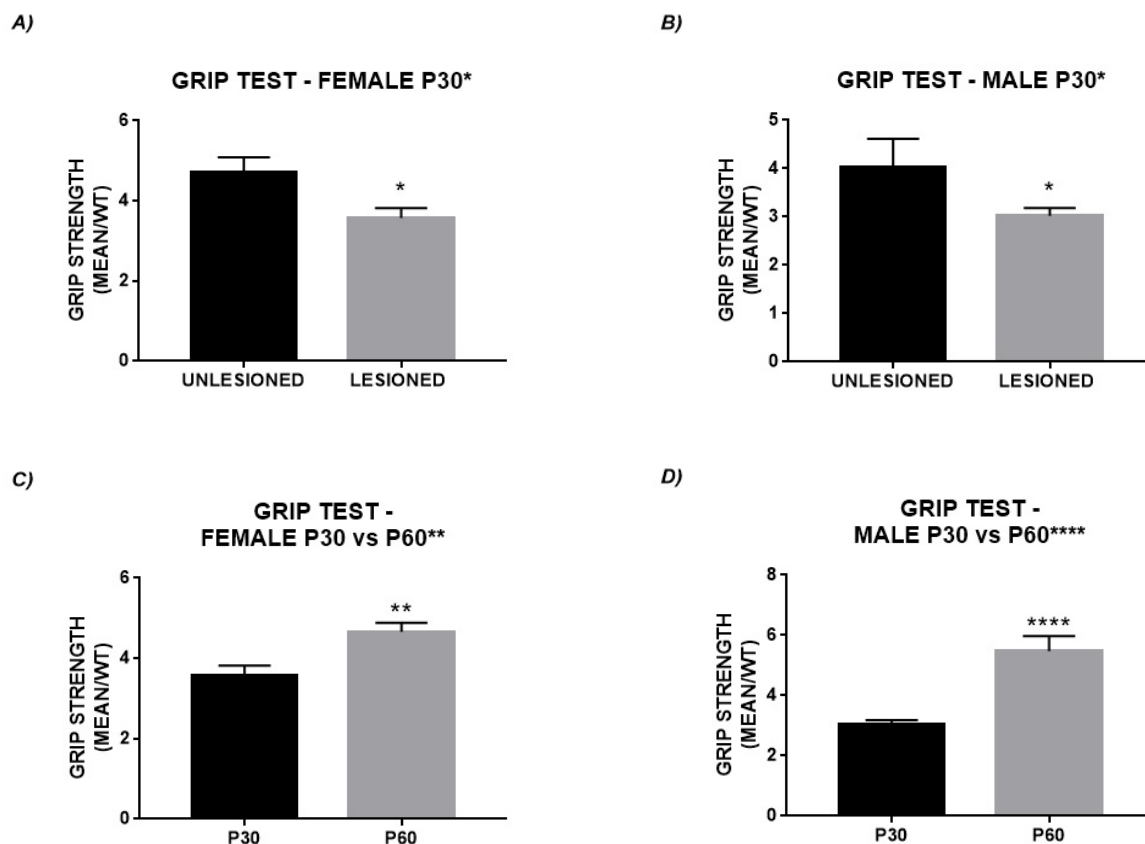 A)
GRIP TEST - FEMALE P30*
6
4
2
0
GRIP STRENGTH
(MEAN/WT)
*
UNLESIONED
LESIONED
B)
GRIP TEST - MALE P30*
5
4
3
2
1
0
GRIP STRENGTH
(MEAN/WT)
*
UNLESIONED
LESIONED
C)
GRIP TEST -
FEMALE P30 vs P60**
6
4
2
0
GRIP STRENGTH
(MEAN/WT)
**
P30
P60
D)
GRIP TEST -
MALE P30 vs P60****
8
6
4
2
0
GRIP STRENGTH
(MEAN/WT)
****
P30
P60